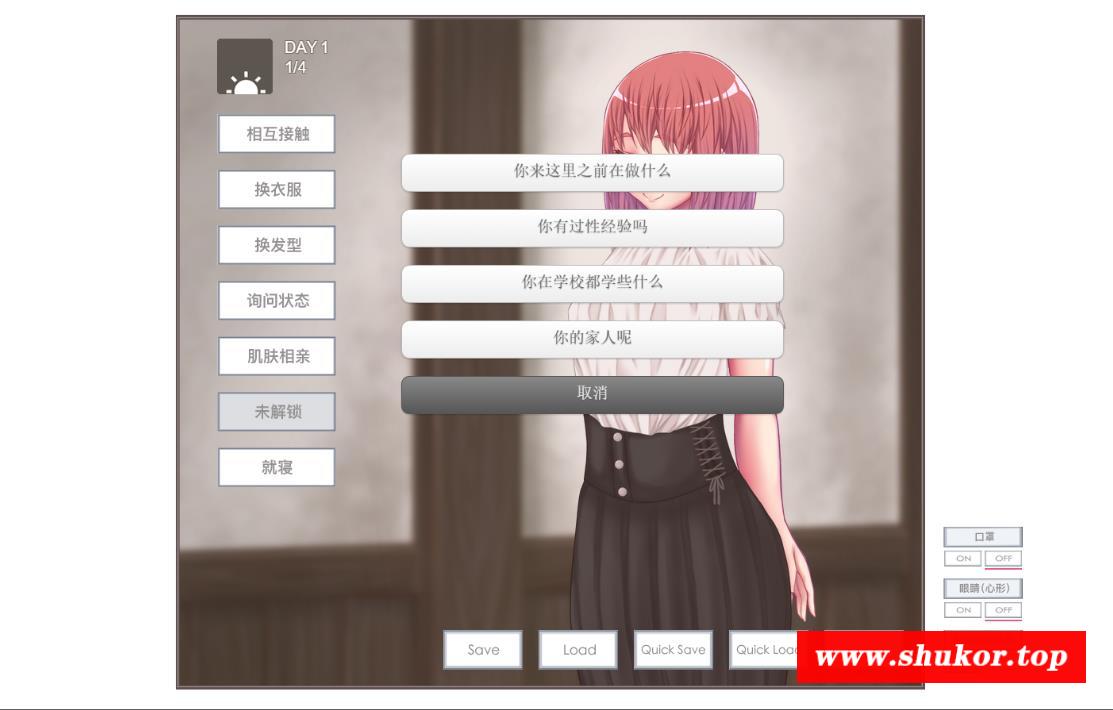 DAY 1
1/4
相互接触
换衣服
换发型
询问状态
肌肤相亲
未解锁
就寝
你来这里之前在做什么
你有过性经验吗
你在学校都学些什么
你的家人呢
取消
口罩
ON OFF
眼睛(心形)
ON OFF
Save Load Quick Save Quick Load
www.shukor.top